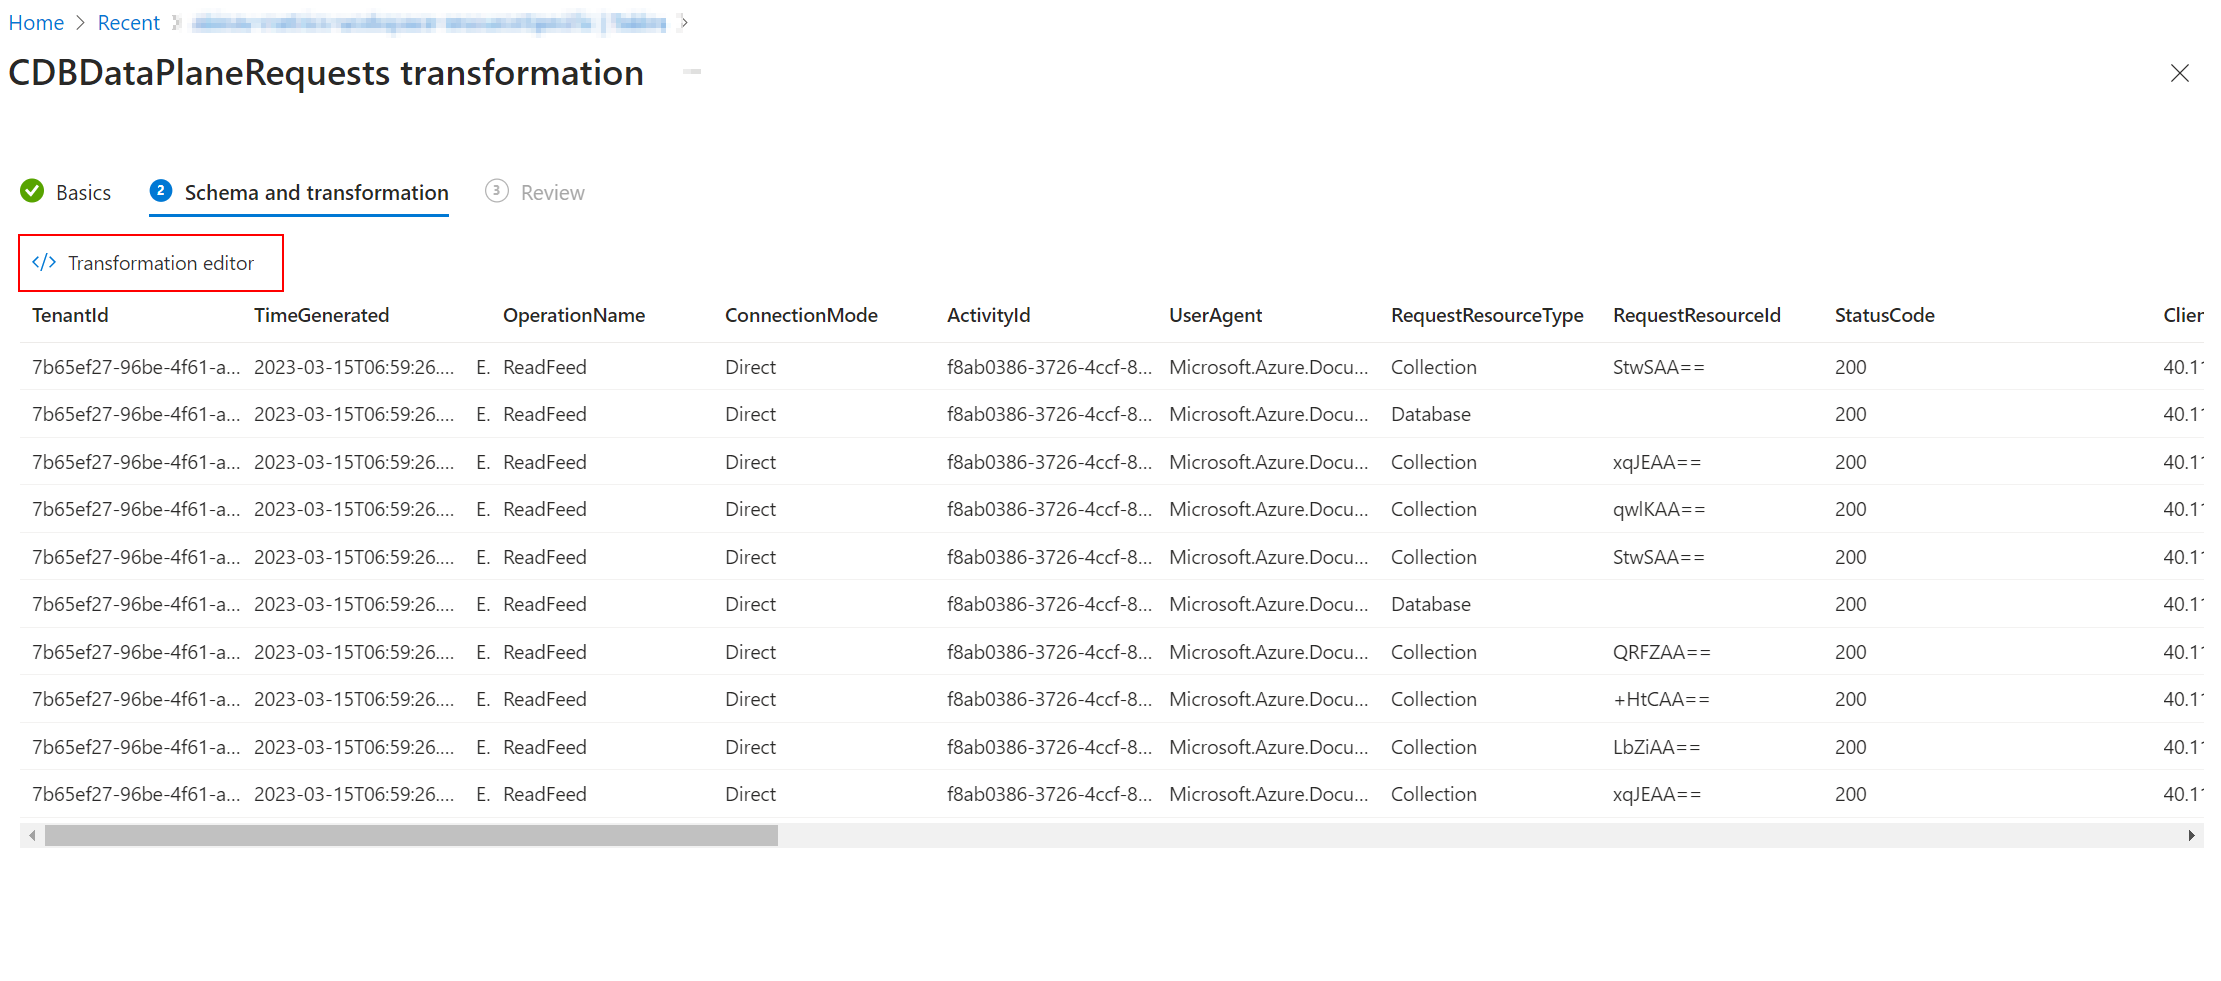 Home > Recent > >
CDBDataPlaneRequests transformation
Basics 2 Schema and transformation 3 Review
</> Transformation editor
TenantId TimeGenerated OperationName ConnectionMode ActivityId UserAgent RequestResourceType RequestResourceId StatusCode Clier
7b65ef27-96be-4f61-a... 2023-03-15T06:59:26.... E. ReadFeed Direct f8ab0386-3726-4ccf-8... Microsoft.Azure.Docu... Collection StwSAA== 200 40.11
7b65ef27-96be-4f61-a... 2023-03-15T06:59:26.... E. ReadFeed Direct f8ab0386-3726-4ccf-8... Microsoft.Azure.Docu... Database 200 40.11
7b65ef27-96be-4f61-a... 2023-03-15T06:59:26.... E. ReadFeed Direct f8ab0386-3726-4ccf-8... Microsoft.Azure.Docu... Collection xqJEAA== 200 40.11
7b65ef27-96be-4f61-a... 2023-03-15T06:59:26.... E. ReadFeed Direct f8ab0386-3726-4ccf-8... Microsoft.Azure.Docu... Collection qwlKAA== 200 40.11
7b65ef27-96be-4f61-a... 2023-03-15T06:59:26.... E. ReadFeed Direct f8ab0386-3726-4ccf-8... Microsoft.Azure.Docu... Collection StwSAA== 200 40.11
7b65ef27-96be-4f61-a... 2023-03-15T06:59:26.... E. ReadFeed Direct f8ab0386-3726-4ccf-8... Microsoft.Azure.Docu... Database 200 40.11
7b65ef27-96be-4f61-a... 2023-03-15T06:59:26.... E. ReadFeed Direct f8ab0386-3726-4ccf-8... Microsoft.Azure.Docu... Collection QRFZAA== 200 40.11
7b65ef27-96be-4f61-a... 2023-03-15T06:59:26.... E. ReadFeed Direct f8ab0386-3726-4ccf-8... Microsoft.Azure.Docu... Collection +HtCAA== 200 40.11
7b65ef27-96be-4f61-a... 2023-03-15T06:59:26.... E. ReadFeed Direct f8ab0386-3726-4ccf-8... Microsoft.Azure.Docu... Collection LbZiAA== 200 40.11
7b65ef27-96be-4f61-a... 2023-03-15T06:59:26.... E. ReadFeed Direct f8ab0386-3726-4ccf-8... Microsoft.Azure.Docu... Collection xqJEAA== 200 40.11